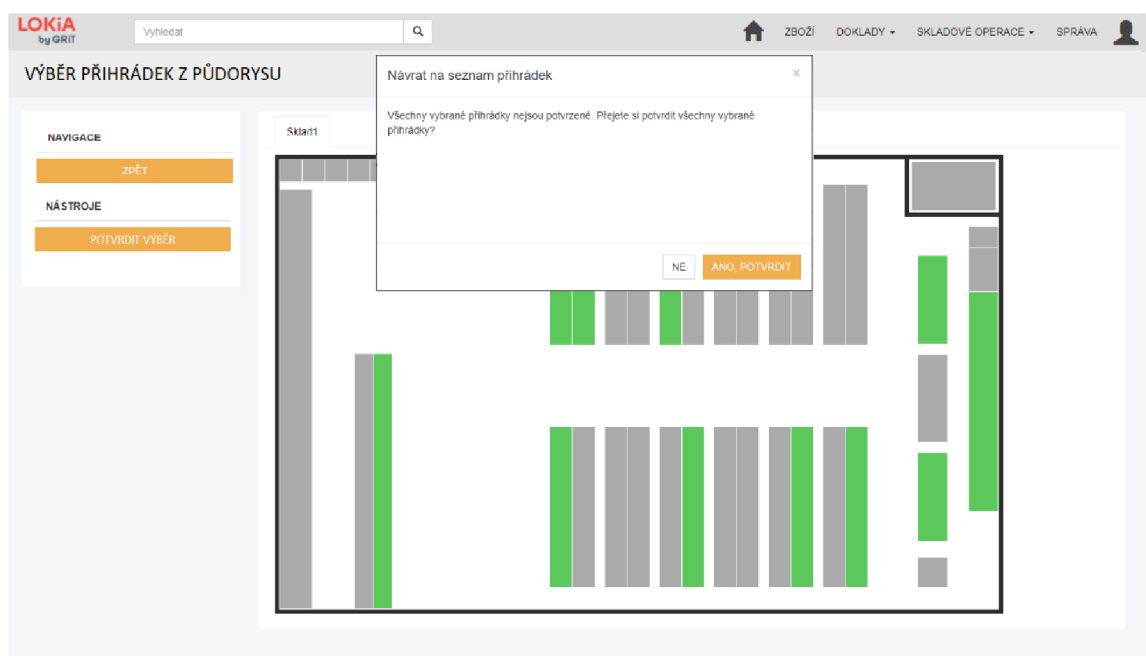 LOKiA
by GRiT
Vyhledat
ZBOŽÍ
DOKLADY
SKLADOVÉ OPERACE
SPRÁVA
VÝBĚR PŘIHRÁDEK Z PŮDORYSU
Návrat na seznam přihrádek
×
Všechny vybrané přihrádky nejsou potvrzené. Přejete si potvrdit všechny vybrané
přihrádky?
NE
ANO, POTVRDIT
NAVIGACE
ZPĚT
NÁSTROJE
POTVRDIT VÝBĚR
Sklad1